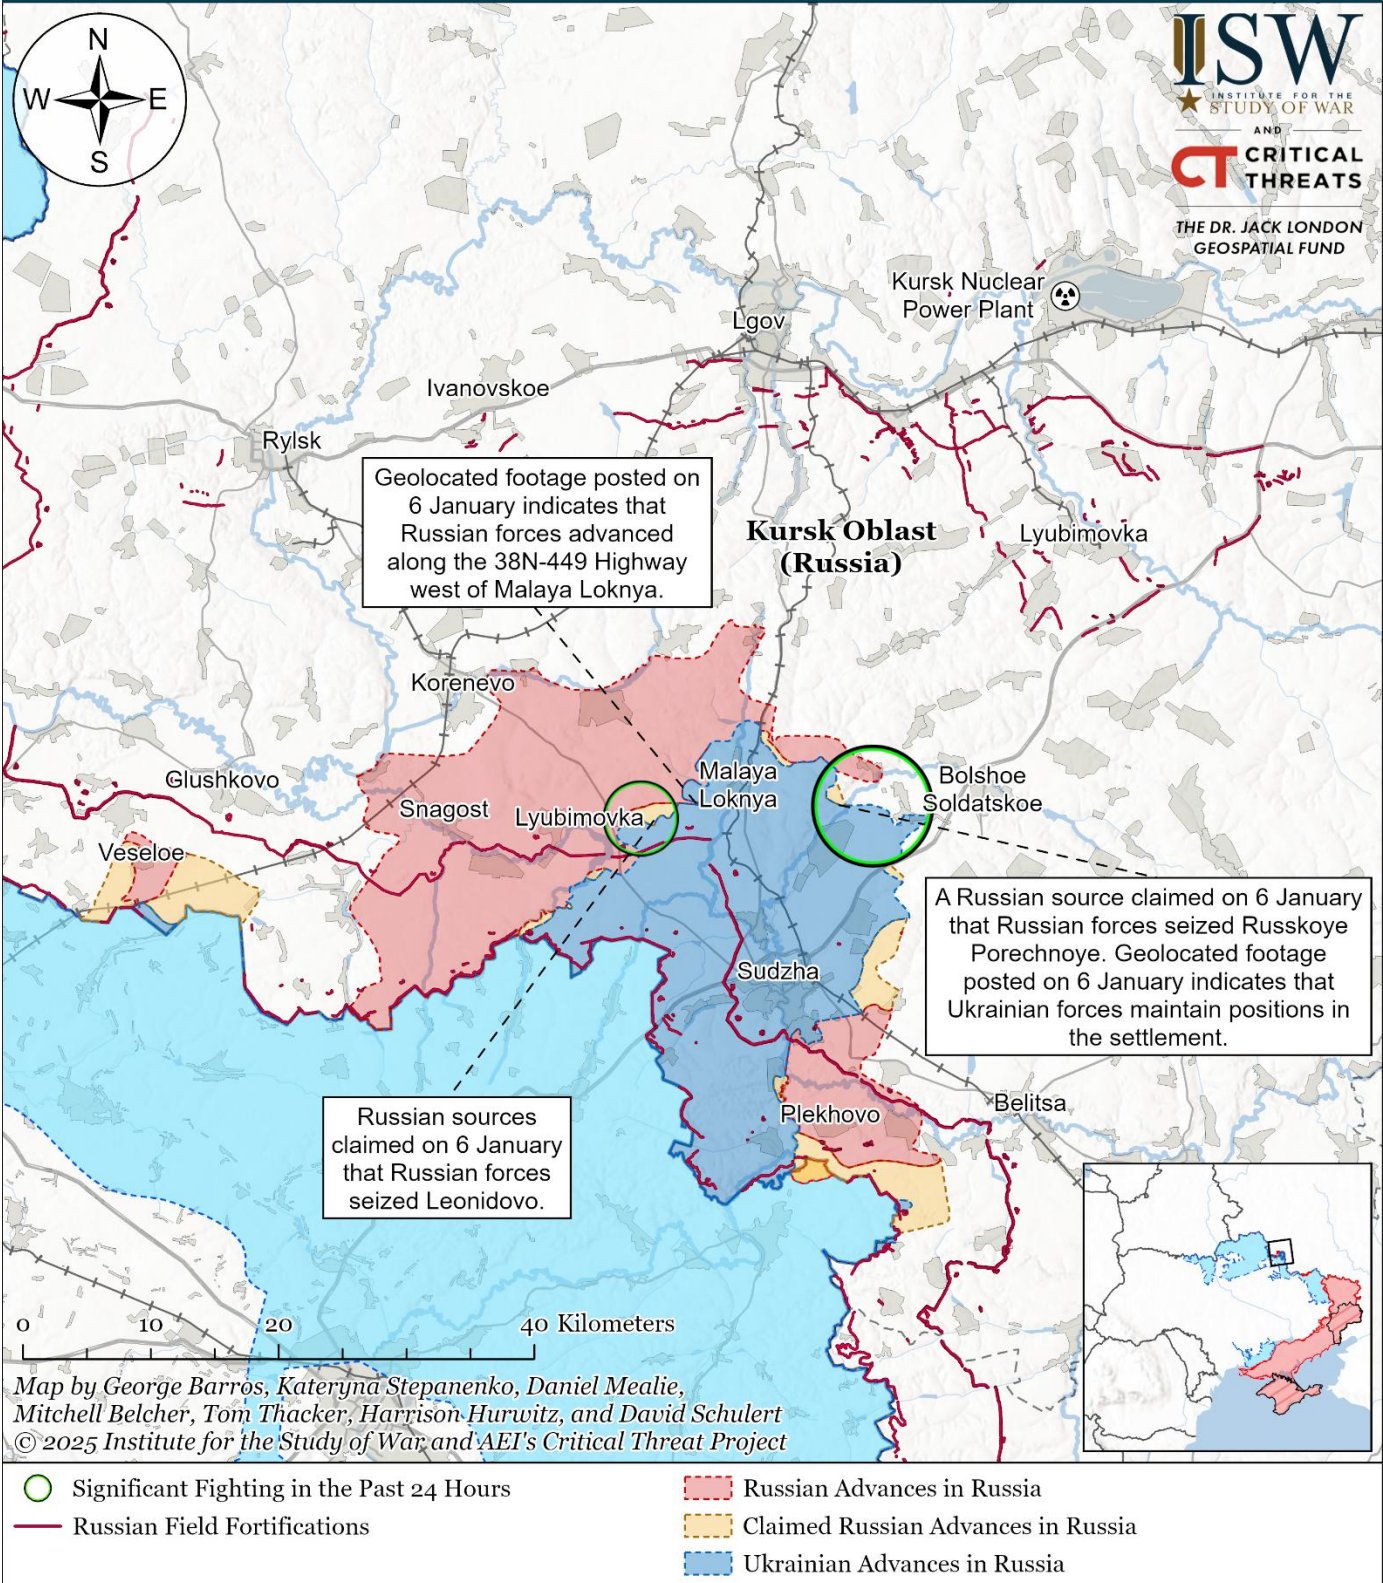 N
W E
S
ISW
INSTITUTE FOR THE
STUDY OF WAR
AND
CT CRITICAL
THREATS
THE DR. JACK LONDON
GEOSPATIAL FUND
Kursk Nuclear
Power Plant
Lgov
Ivanovskoe
Rylsk
Geolocated footage posted on
6 January indicates that
Russian forces advanced
along the 38N-449 Highway
west of Malaya Loknya.
Kursk Oblast
(Russia)
Lyubimovka
Korenevo
Glushkovo
Snagost
Lyubimovka
Malaya
Loknya
Bolshoe
Soldatskoe
Veseloe
A Russian source claimed on 6 January
that Russian forces seized Russkoye
Porechnoye. Geolocated footage
posted on 6 January indicates that
Ukrainian forces maintain positions in
the settlement.
Sudzha
Plekhovo
Belitsa
Russian sources
claimed on 6 January
that Russian forces
seized Leonidovo.
0 10 20 40 Kilometers
Map by George Barros, Kateryna Stepanenko, Daniel Mealie,
Mitchell Belcher, Tom Thacker, Harrison Hurwitz, and David Schulert
© 2025 Institute for the Study of War and AEI's Critical Threat Project
Significant Fighting in the Past 24 Hours
Russian Field Fortifications
Russian Advances in Russia
Claimed Russian Advances in Russia
Ukrainian Advances in Russia